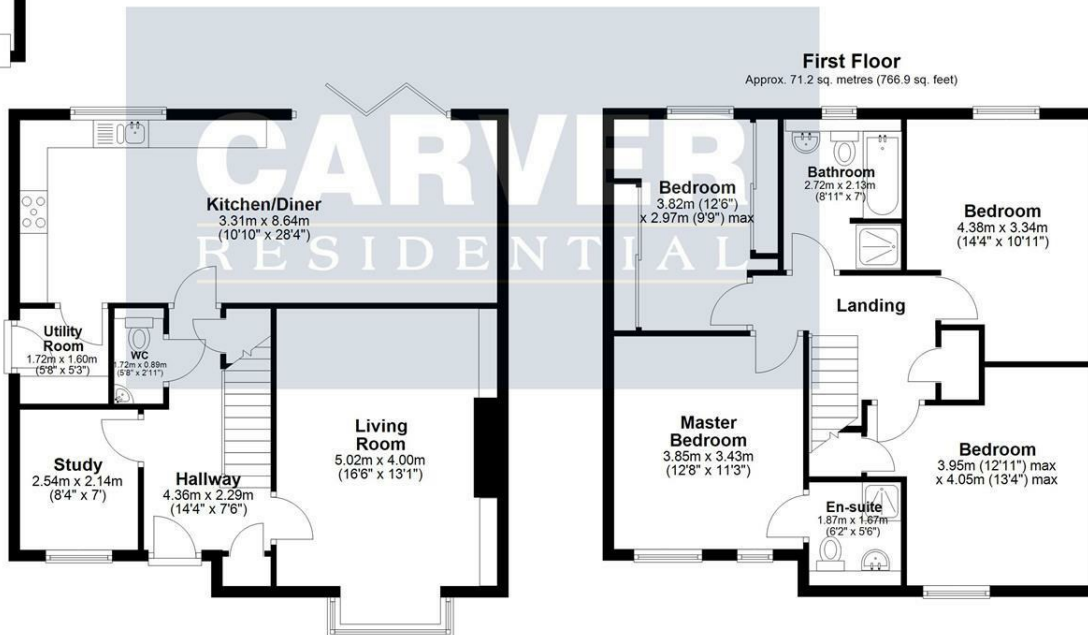 CARVER
RESIDENTIAL
Kitchen/Diner
3.31m x 8.64m
(10'10" x 28'4")
Utility
Room
1.72m x 1.60m
(5'8" x 5'3")
WC
1.72m x 0.89m
(5'8" x 2'11")
Study
2.54m x 2.14m
(8'4" x 7')
Hallway
4.36m x 2.29m
(14'4" x 7'6")
Living
Room
5.02m x 4.00m
(16'6" x 13'1")
First Floor
Approx. 71.2 sq. metres (766.9 sq. feet)
Bedroom
3.82m (12'6")
x 2.97m (9'9") max
Bathroom
2.72m x 2.13m
(8'11" x 7')
Bedroom
4.38m x 3.34m
(14'4" x 10'11")
Landing
Master
Bedroom
3.85m x 3.43m
(12'8" x 11'3")
En-suite
1.87m x 1.67m
(6'2" x 5'6")
Bedroom
3.95m (12'11") max
x 4.05m (13'4") max